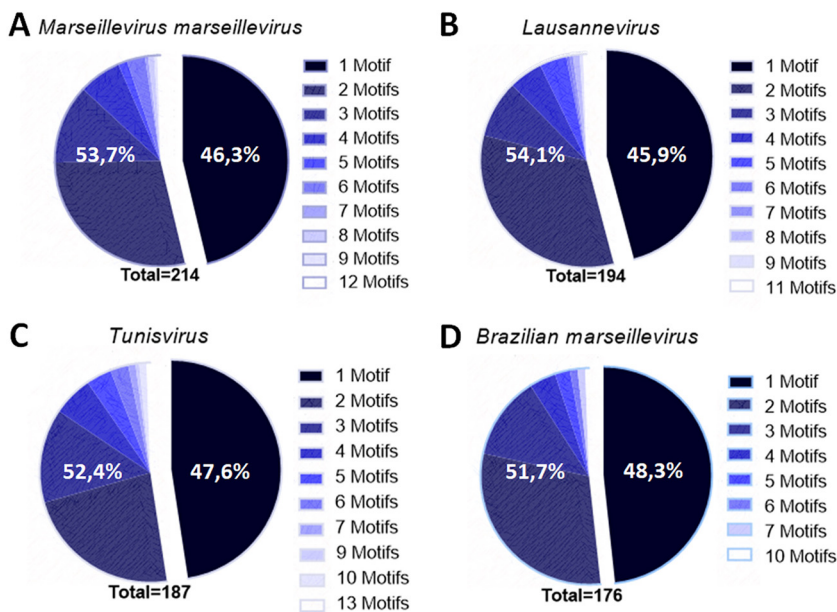 A Marseillevirus marseillevirus
1 Motif
2 Motifs
3 Motifs
4 Motifs
5 Motifs
6 Motifs
7 Motifs
8 Motifs
9 Motifs
12 Motifs
53,7%
46,3%
Total=214
B Lausannevirus
1 Motif
2 Motifs
3 Motifs
4 Motifs
5 Motifs
6 Motifs
7 Motifs
8 Motifs
9 Motifs
11 Motifs
54,1%
45,9%
Total=194
C Tunisvirus
1 Motif
2 Motifs
3 Motifs
4 Motifs
5 Motifs
6 Motifs
7 Motifs
9 Motifs
10 Motifs
13 Motifs
52,4%
47,6%
Total=187
D Brazilian marseillevirus
1 Motif
2 Motifs
3 Motifs
4 Motifs
5 Motifs
6 Motifs
7 Motifs
10 Motifs
51,7%
48,3%
Total=176